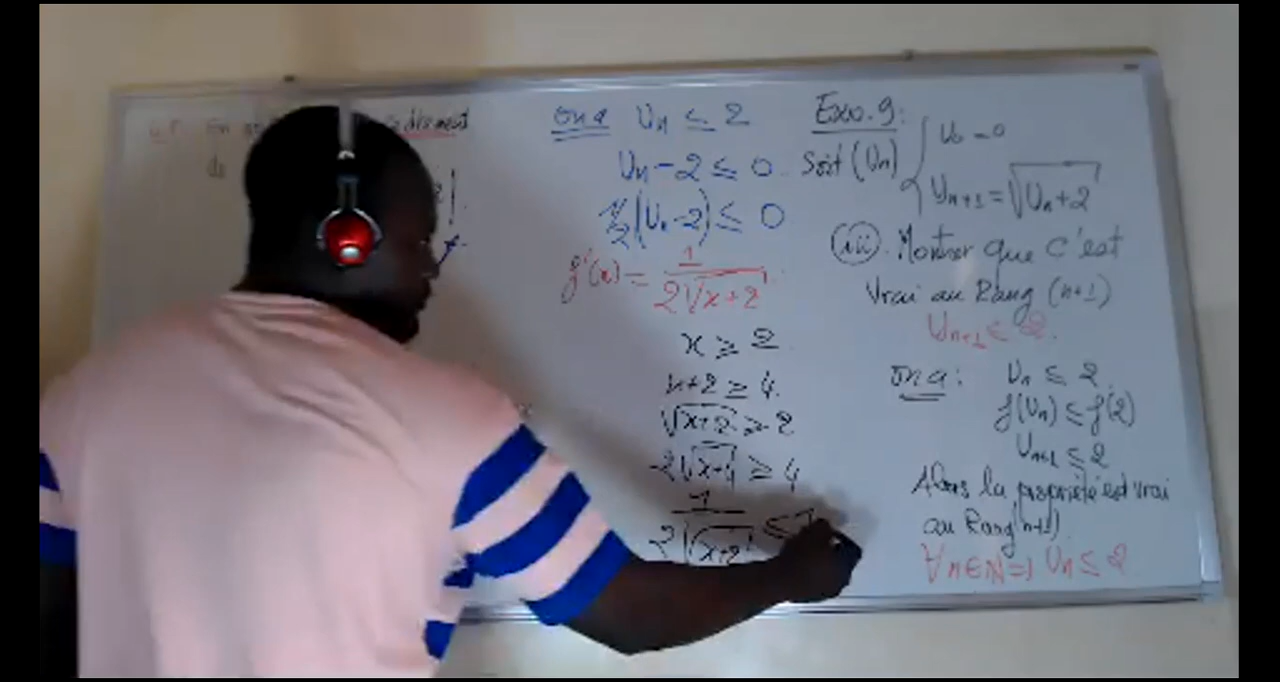 On a Un ≤ 2
Un - 2 ≤ 0
1/2 (Un - 2) ≤ 0
f'(x) = 1/(2√(x+2))
x ≥ 2
x+2 ≥ 4
√(x+2) ≥ 2
2√(x+4) ≥ 4
1/(2√(x+2)) ≤
Exo.9:
Soit (Un) { U0 = 0
Un+1 = √(Un+2)
(iii). Montrer que c'est
vrai au Rang (n+1)
Un+1 ≤ 2.
on a : Un ≤ 2
f(Un) ≤ f(2)
Un+1 ≤ 2
Alors la propriété est vrai
au Rang (n+1).
∀n∈N => Un ≤ 2